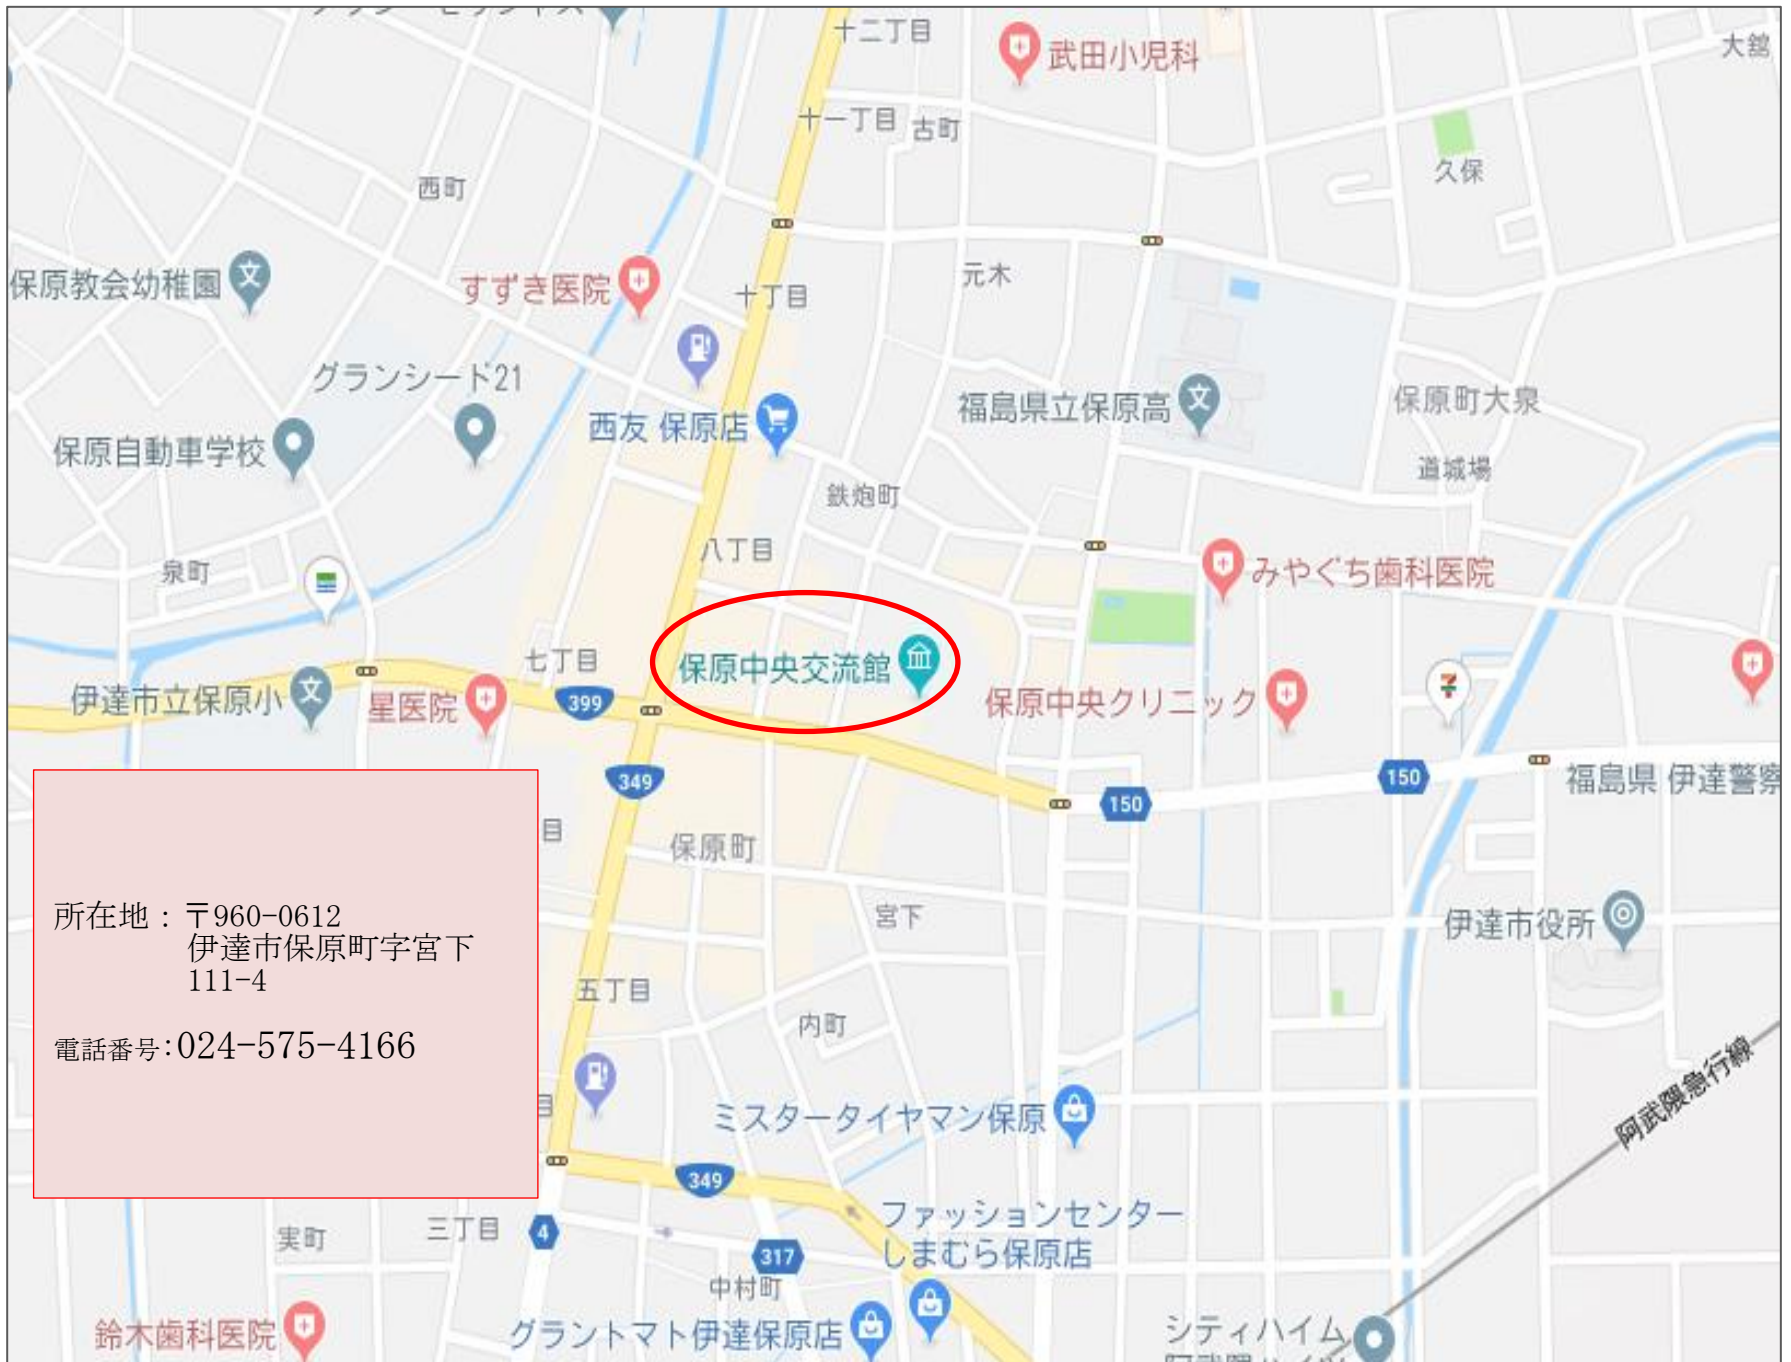 十二丁目
武田小児科
大舘
十一丁目
古町
久保
西町
保原教会幼稚園
すずき医院
十丁目
元木
グランシード21
西友 保原店
福島県立保原高
保原町大泉
保原自動車学校
道城場
鉄炮町
八丁目
泉町
みやぐち歯科医院
七丁目
保原中央交流館
伊達市立保原小
星医院
399
保原中央クリニック
349
150
150
福島県 伊達警察
目
保原町
所在地：〒960-0612
伊達市保原町字宮下
111-4
電話番号:024-575-4166
宮下
伊達市役所
五丁目
内町
阿武隈急行線
目
ミスタータイヤマン保原
349
ファッションセンター
しまむら保原店
実町
三丁目
4
317
中村町
鈴木歯科医院
グラントマト伊達保原店
シティハイム